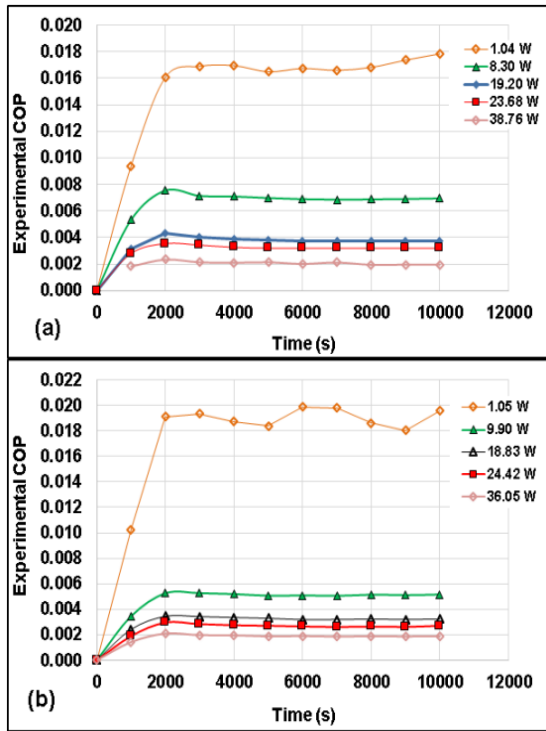 0.020
0.018
0.016
0.014
0.012
0.010
0.008
0.006
0.004
0.002
0.000
Experimental COP
1.04 W
8.30 W
19.20 W
23.68 W
38.76 W
0 2000 4000 6000 8000 10000 12000
(a)
Time (s)
0.022
0.020
0.018
0.016
0.014
0.012
0.010
0.008
0.006
0.004
0.002
0.000
Experimental COP
1.05 W
9.90 W
18.83 W
24.42 W
36.05 W
0 2000 4000 6000 8000 10000 12000
(b)
Time (s)